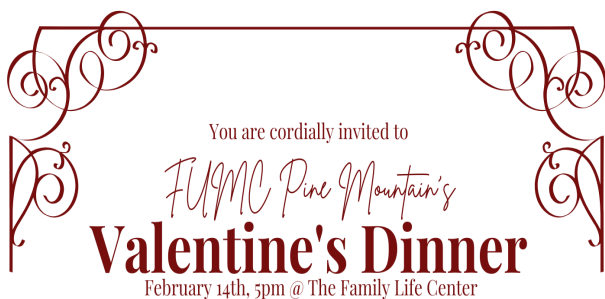 You are cordially invited to
FUMC Pine Mountain's
Valentine's Dinner
February 14th, 5pm @ The Family Life Center